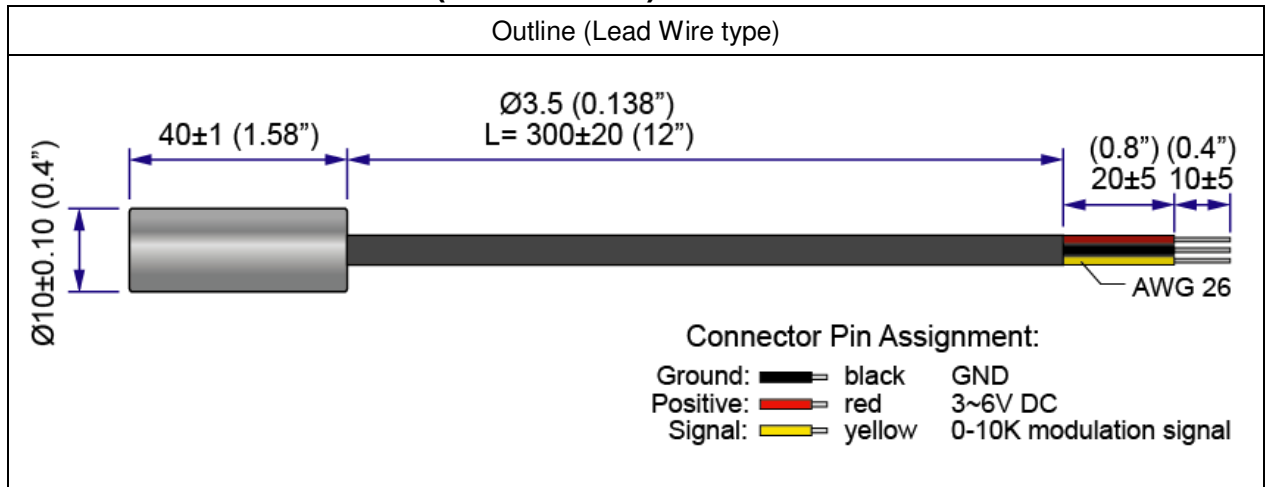 Outline (Lead Wire type)
Ø3.5 (0.138”)
40±1 (1.58”)
L= 300±20 (12”)
(0.8”) (0.4”)
20±5 10±5
Ø10±0.10 (0.4”)
AWG 26
Connector Pin Assignment:
Ground: black GND
Positive: red 3~6V DC
Signal: yellow 0-10K modulation signal